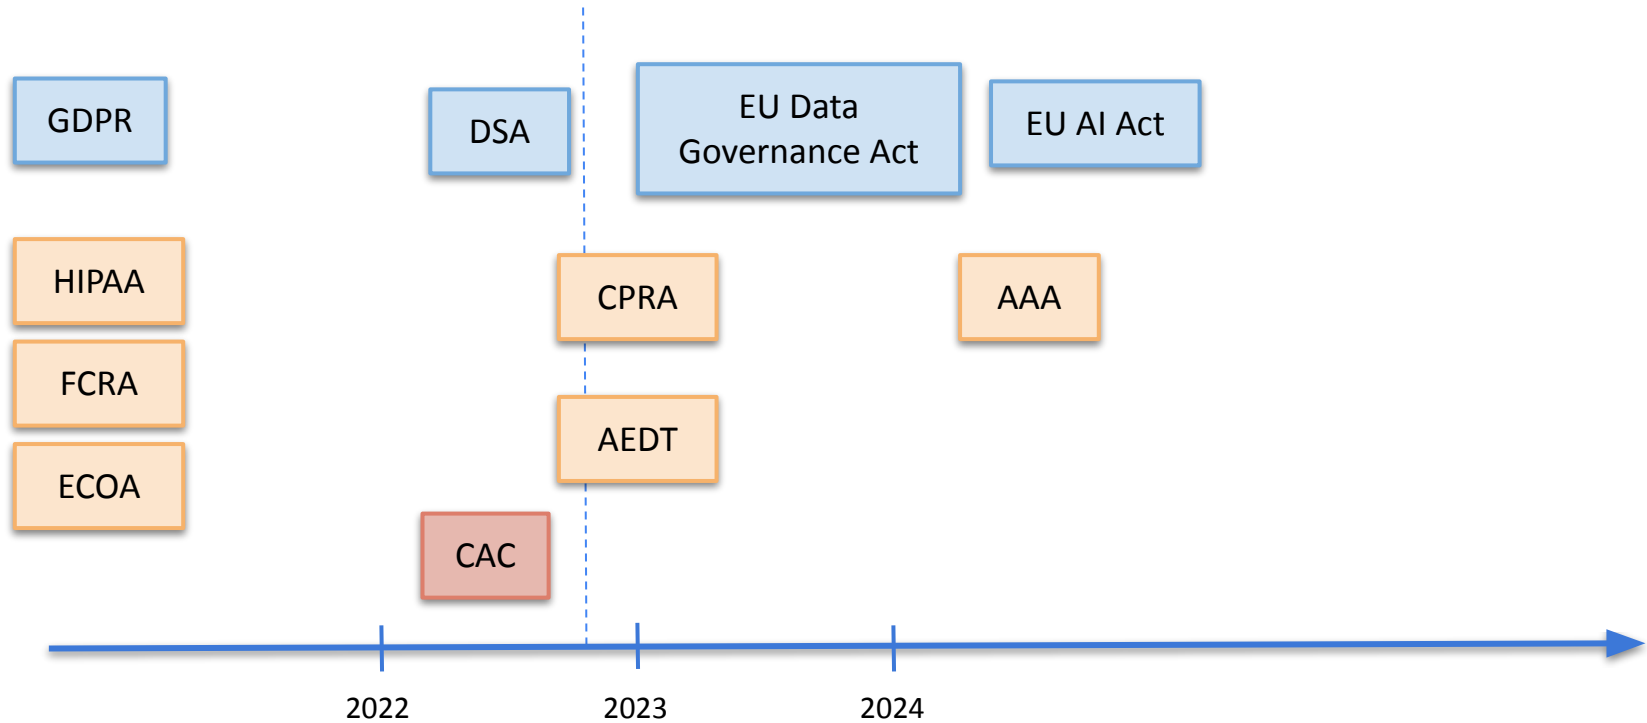 GDPR
DSA
EU Data
Governance Act
EU AI Act
HIPAA
CPRA
AAA
FCRA
AEDT
ECOA
CAC
2022
2023
2024